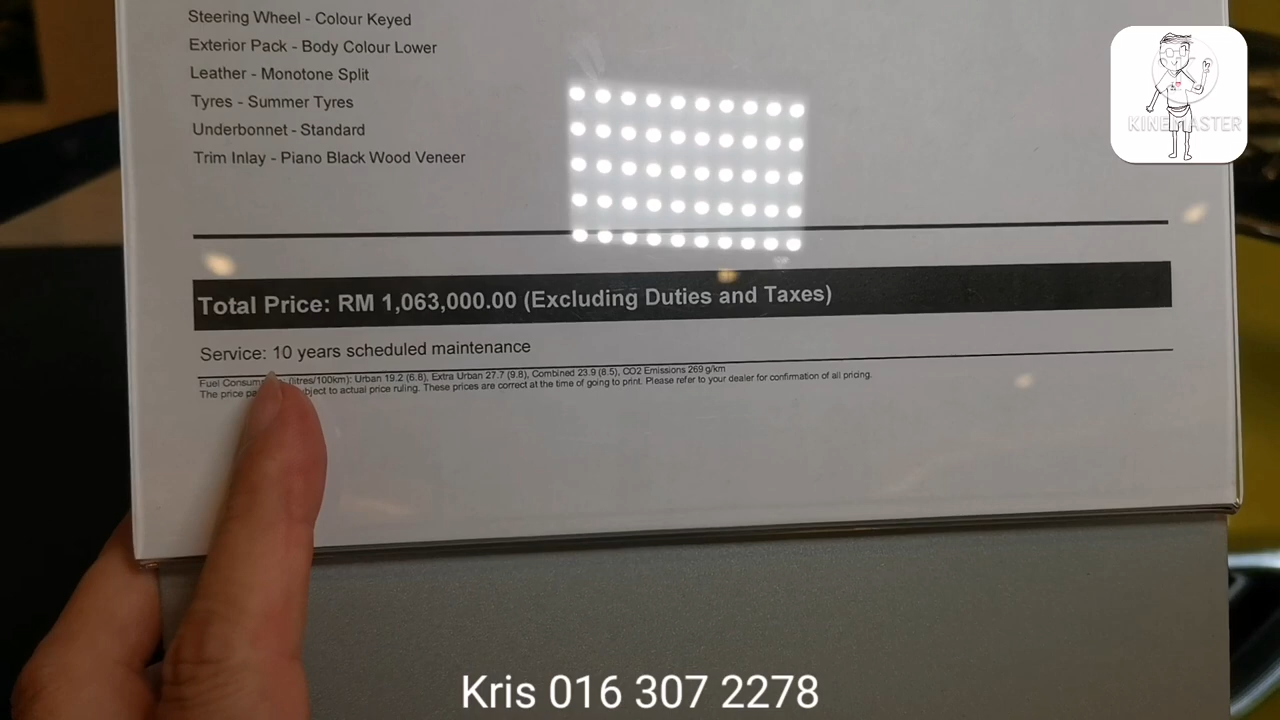 Steering Wheel - Colour Keyed
Exterior Pack - Body Colour Lower
Leather - Monotone Split
Tyres - Summer Tyres
Underbonnet - Standard
Trim Inlay - Piano Black Wood Veneer
KINEMASTER
Total Price: RM 1,063,000.00 (Excluding Duties and Taxes)
Service: 10 years scheduled maintenance
Fuel (litres/100km): Urban 19.2 (6.8), Extra Urban 27.7 (9.8), Combined 23.9 (8.5), CO2 Emissions 269 g/km
The price to actual price ruling. These prices are correct at the time of going to print. Please refer to your dealer for confirmation of all pricing.
Kris 016 307 2278